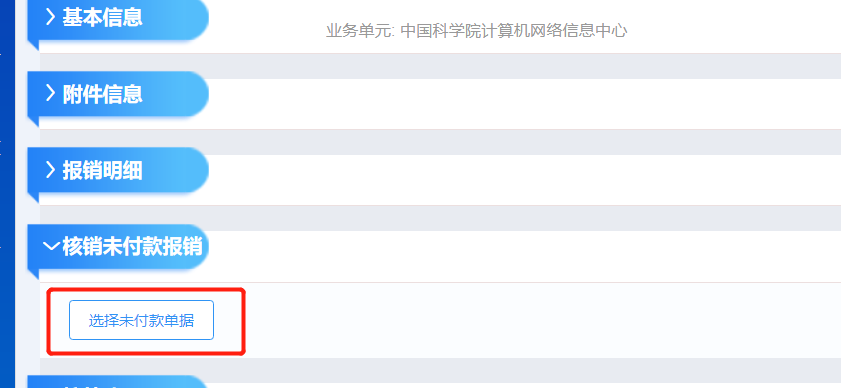 基本信息
业务单元: 中国科学院计算机网络信息中心
附件信息
报销明细
核销未付款报销
选择未付款单据